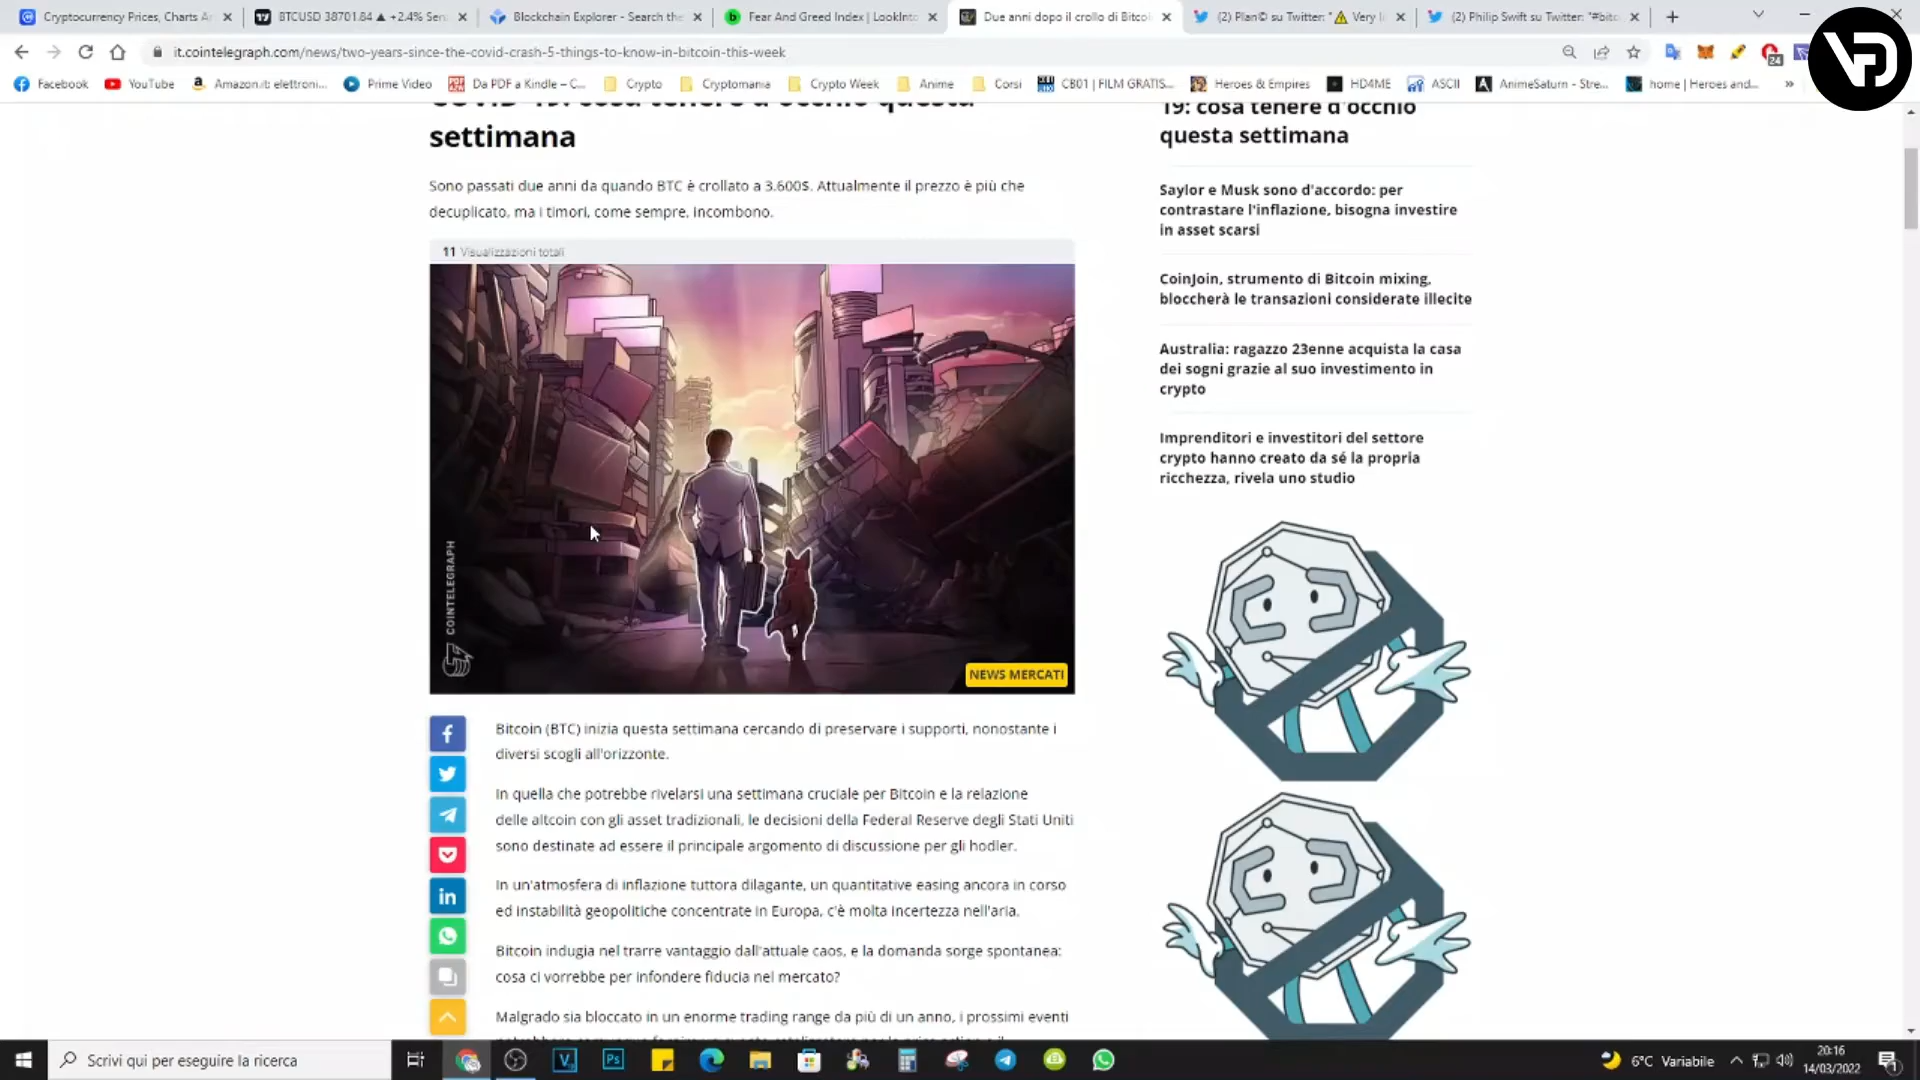 Cryptocurrency Prices, Charts A
BTCUSD 38701.84 ▲ +2.4% Sen
Blockchain Explorer - Search the
Fear And Greed Index | LookInto
Due anni dopo il crollo di Bitcoi
(2) Plan© su Twitter: "⚠ Very li
(2) Philip Swift su Twitter: "#bitc
it.cointelegraph.com/news/two-years-since-the-covid-crash-5-things-to-know-in-bitcoin-this-week
24
Facebook
YouTube
Amazon.it: elettroni...
Prime Video
Da PDF a Kindle – C...
Crypto
Cryptomania
Crypto Week
Anime
Corsi
CB01 | FILM GRATIS...
Heroes & Empires
HD4ME
ASCII
AnimeSaturn - Stre...
home | Heroes and...
»
COVID-19: cosa tenere d'occhio questa
settimana
Sono passati due anni da quando BTC è crollato a 3.600$. Attualmente il prezzo è più che
decuplicato, ma i timori, come sempre, incombono.
11 Visualizzazioni totali
COINTELEGRAPH
NEWS MERCATI
Bitcoin (BTC) inizia questa settimana cercando di preservare i supporti, nonostante i
diversi scogli all'orizzonte.
In quella che potrebbe rivelarsi una settimana cruciale per Bitcoin e la relazione
delle altcoin con gli asset tradizionali, le decisioni della Federal Reserve degli Stati Uniti
sono destinate ad essere il principale argomento di discussione per gli hodler.
In un'atmosfera di inflazione tuttora dilagante, un quantitative easing ancora in corso
ed instabilità geopolitiche concentrate in Europa, c'è molta incertezza nell'aria.
Bitcoin indugia nel trarre vantaggio dall'attuale caos, e la domanda sorge spontanea:
cosa ci vorrebbe per infondere fiducia nel mercato?
Malgrado sia bloccato in un enorme trading range da più di un anno, i prossimi eventi
19: cosa tenere d'occhio
questa settimana
Saylor e Musk sono d'accordo: per
contrastare l'inflazione, bisogna investire
in asset scarsi
CoinJoin, strumento di Bitcoin mixing,
bloccherà le transazioni considerate illecite
Australia: ragazzo 23enne acquista la casa
dei sogni grazie al suo investimento in
crypto
Imprenditori e investitori del settore
crypto hanno creato da sé la propria
ricchezza, rivela uno studio
Scrivi qui per eseguire la ricerca
6°C Variabile
20:16
14/03/2022